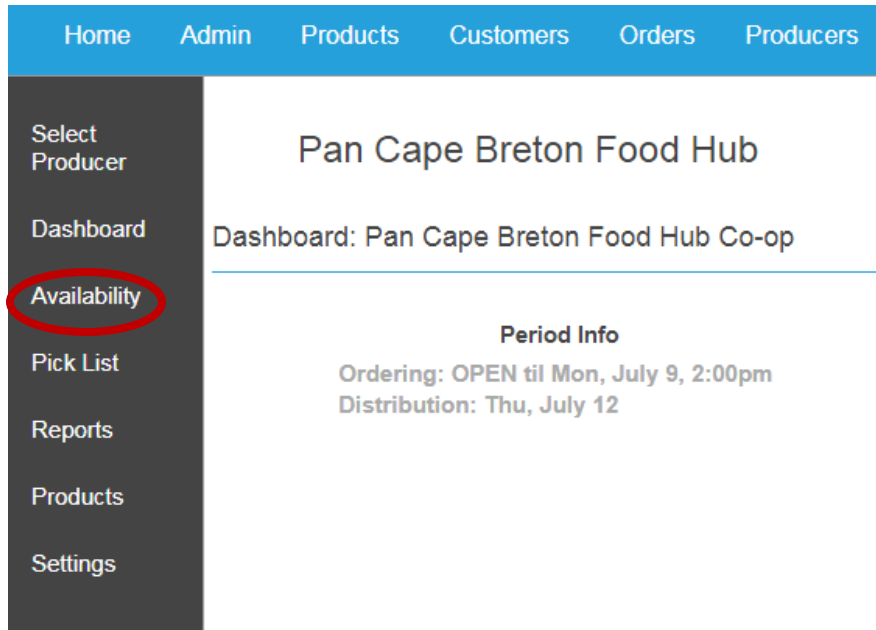 Home Admin Products Customers Orders Producers
Select
Producer
Dashboard
Availability
Pick List
Reports
Products
Settings
Pan Cape Breton Food Hub
Dashboard: Pan Cape Breton Food Hub Co-op
Period Info
Ordering: OPEN til Mon, July 9, 2:00pm
Distribution: Thu, July 12